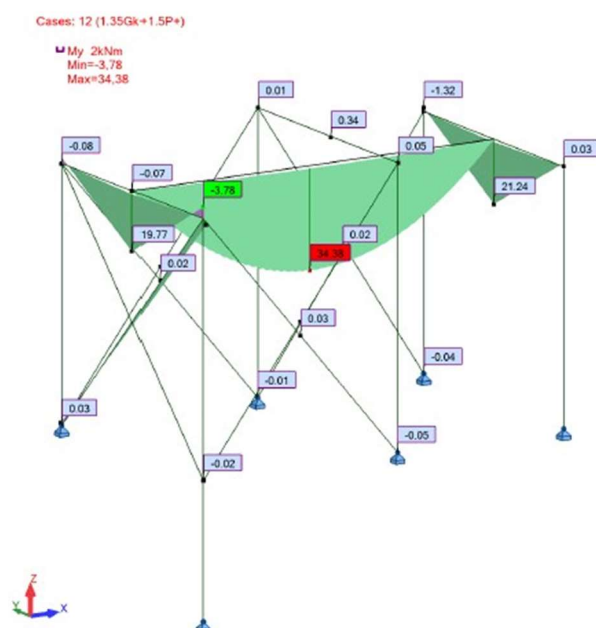 Cases: 12 (1.35Gk+1.5P+)
My 2kNm
Min=-3,78
Max=34,38
0.01
-1.32
0.34
-0.08
0.05
0.03
-0.07
-3.78
21.24
19.77
0.02
34.38
0.02
0.03
-0.04
-0.01
0.03
-0.05
-0.02
Z
Y
X